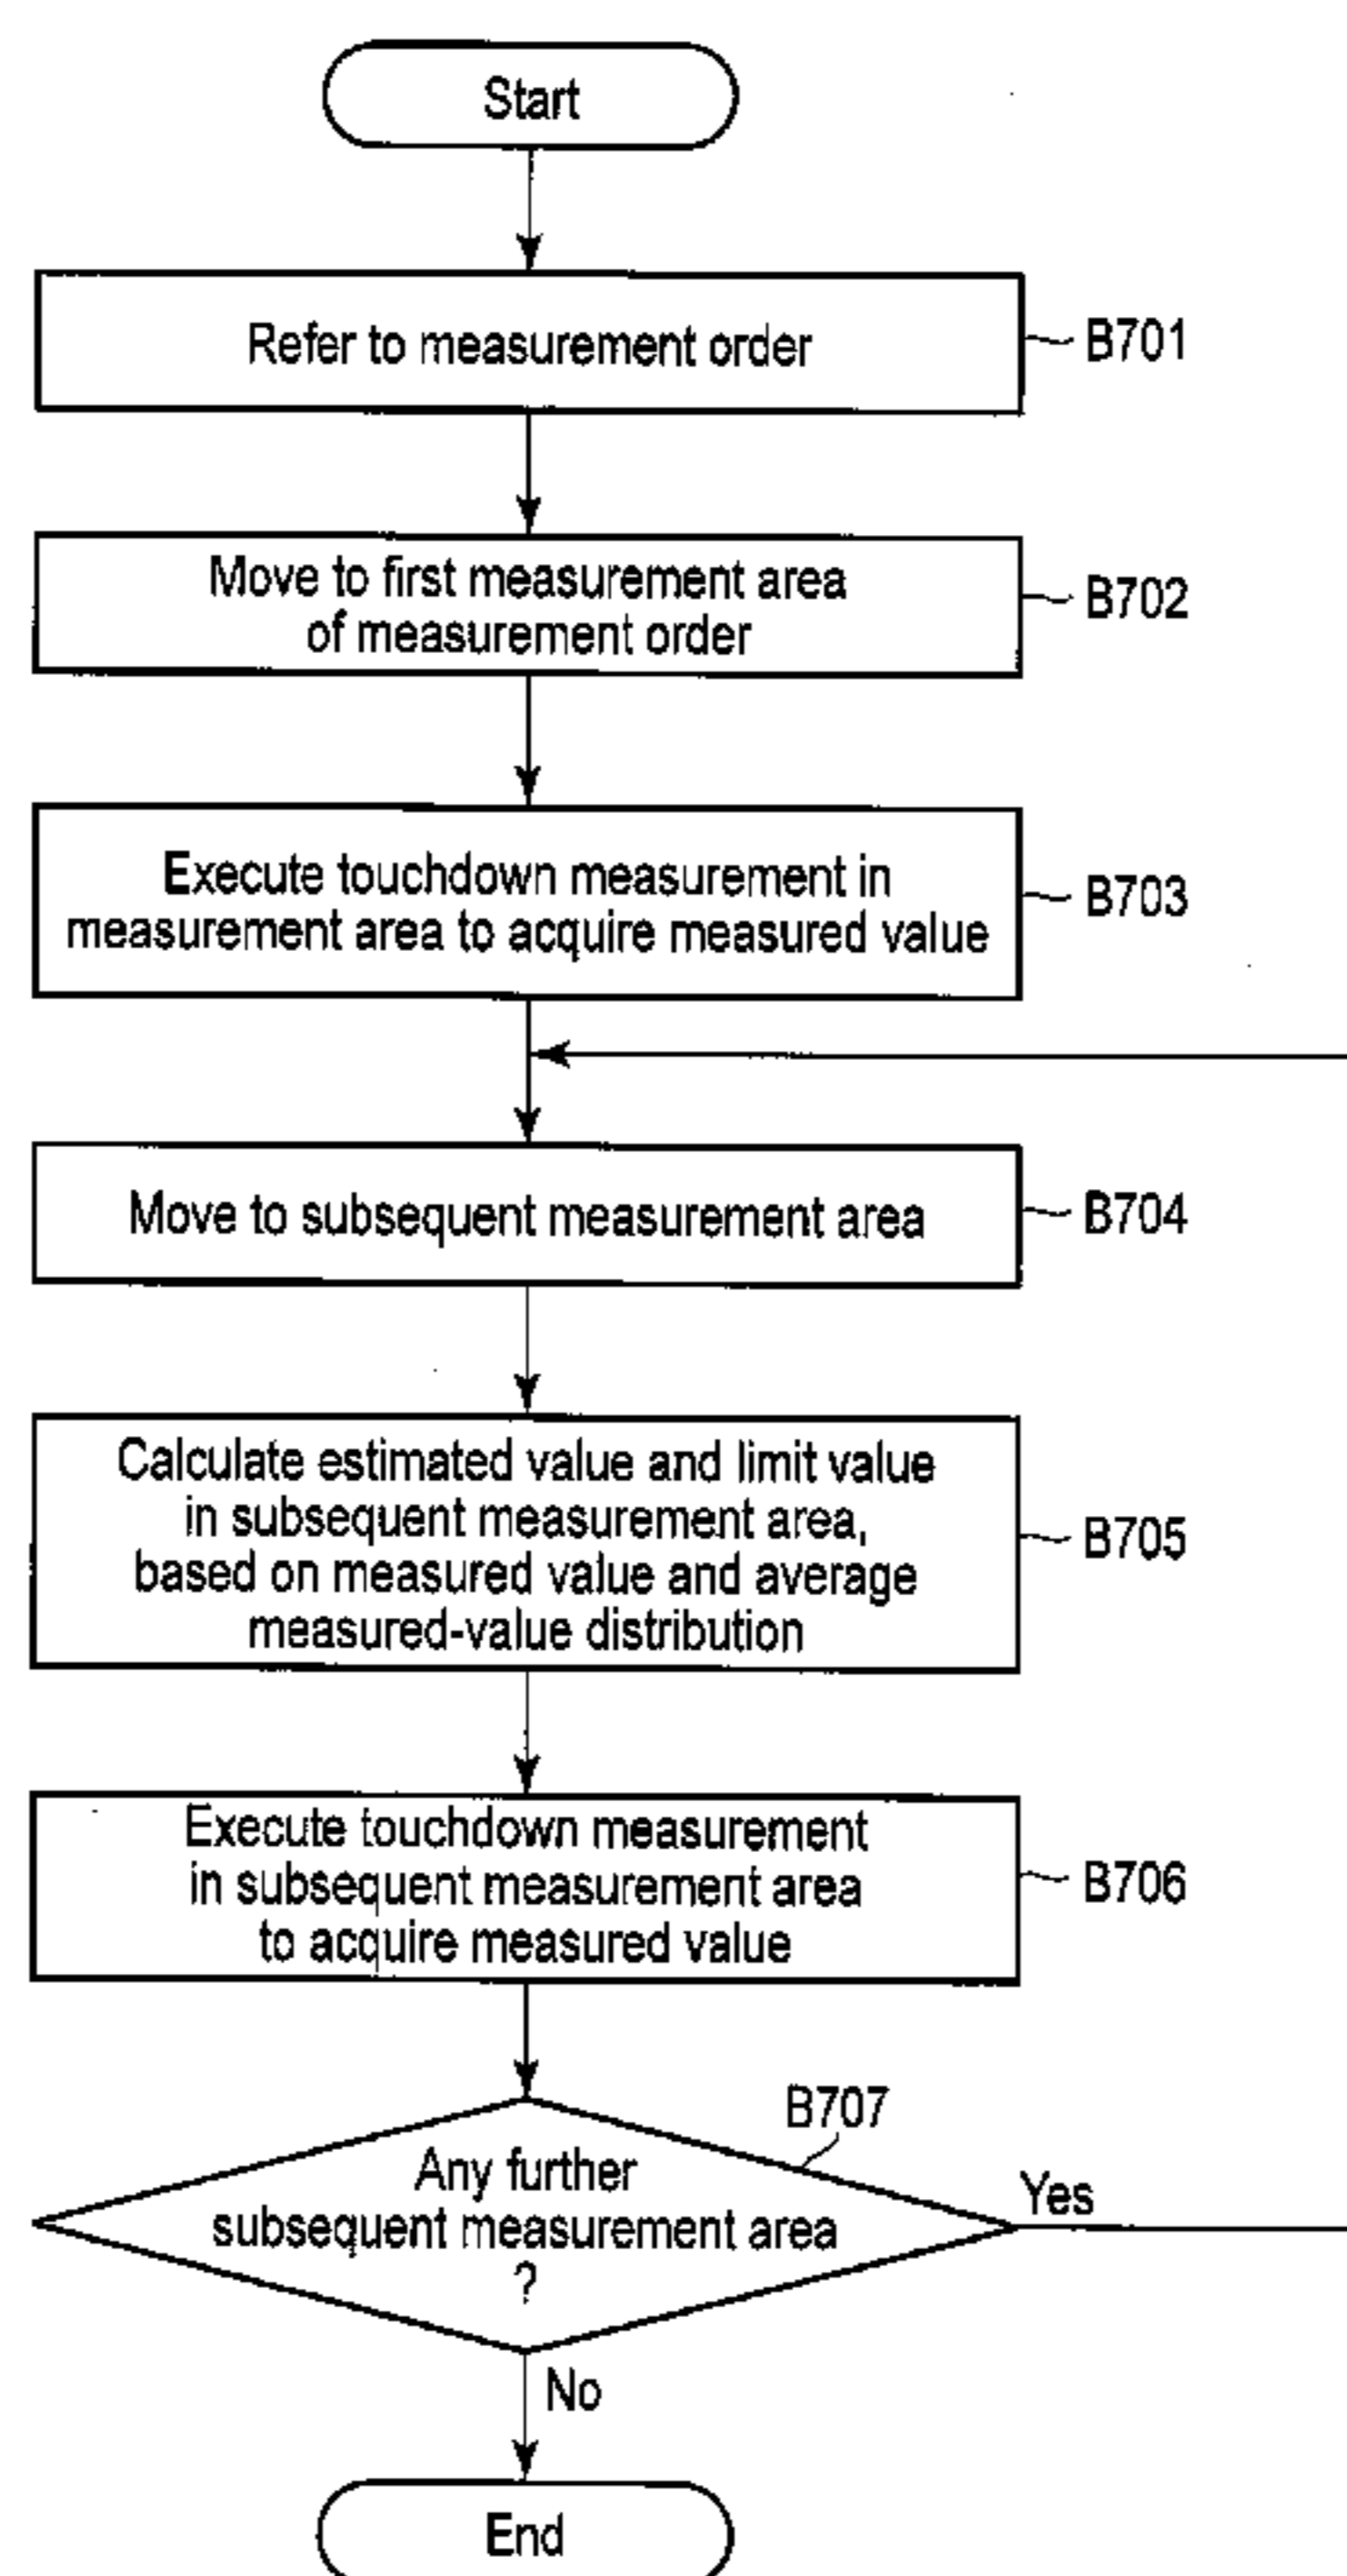 Start
Refer to measurement order
B701
Move to first measurement area
of measurement order
B702
Execute touchdown measurement in
measurement area to acquire measured value
B703
Move to subsequent measurement area
B704
Calculate estimated value and limit value
in subsequent measurement area,
based on measured value and average
measured-value distribution
B705
Execute touchdown measurement
in subsequent measurement area
to acquire measured value
B706
B707
Any further
subsequent measurement area
?
Yes
No
End